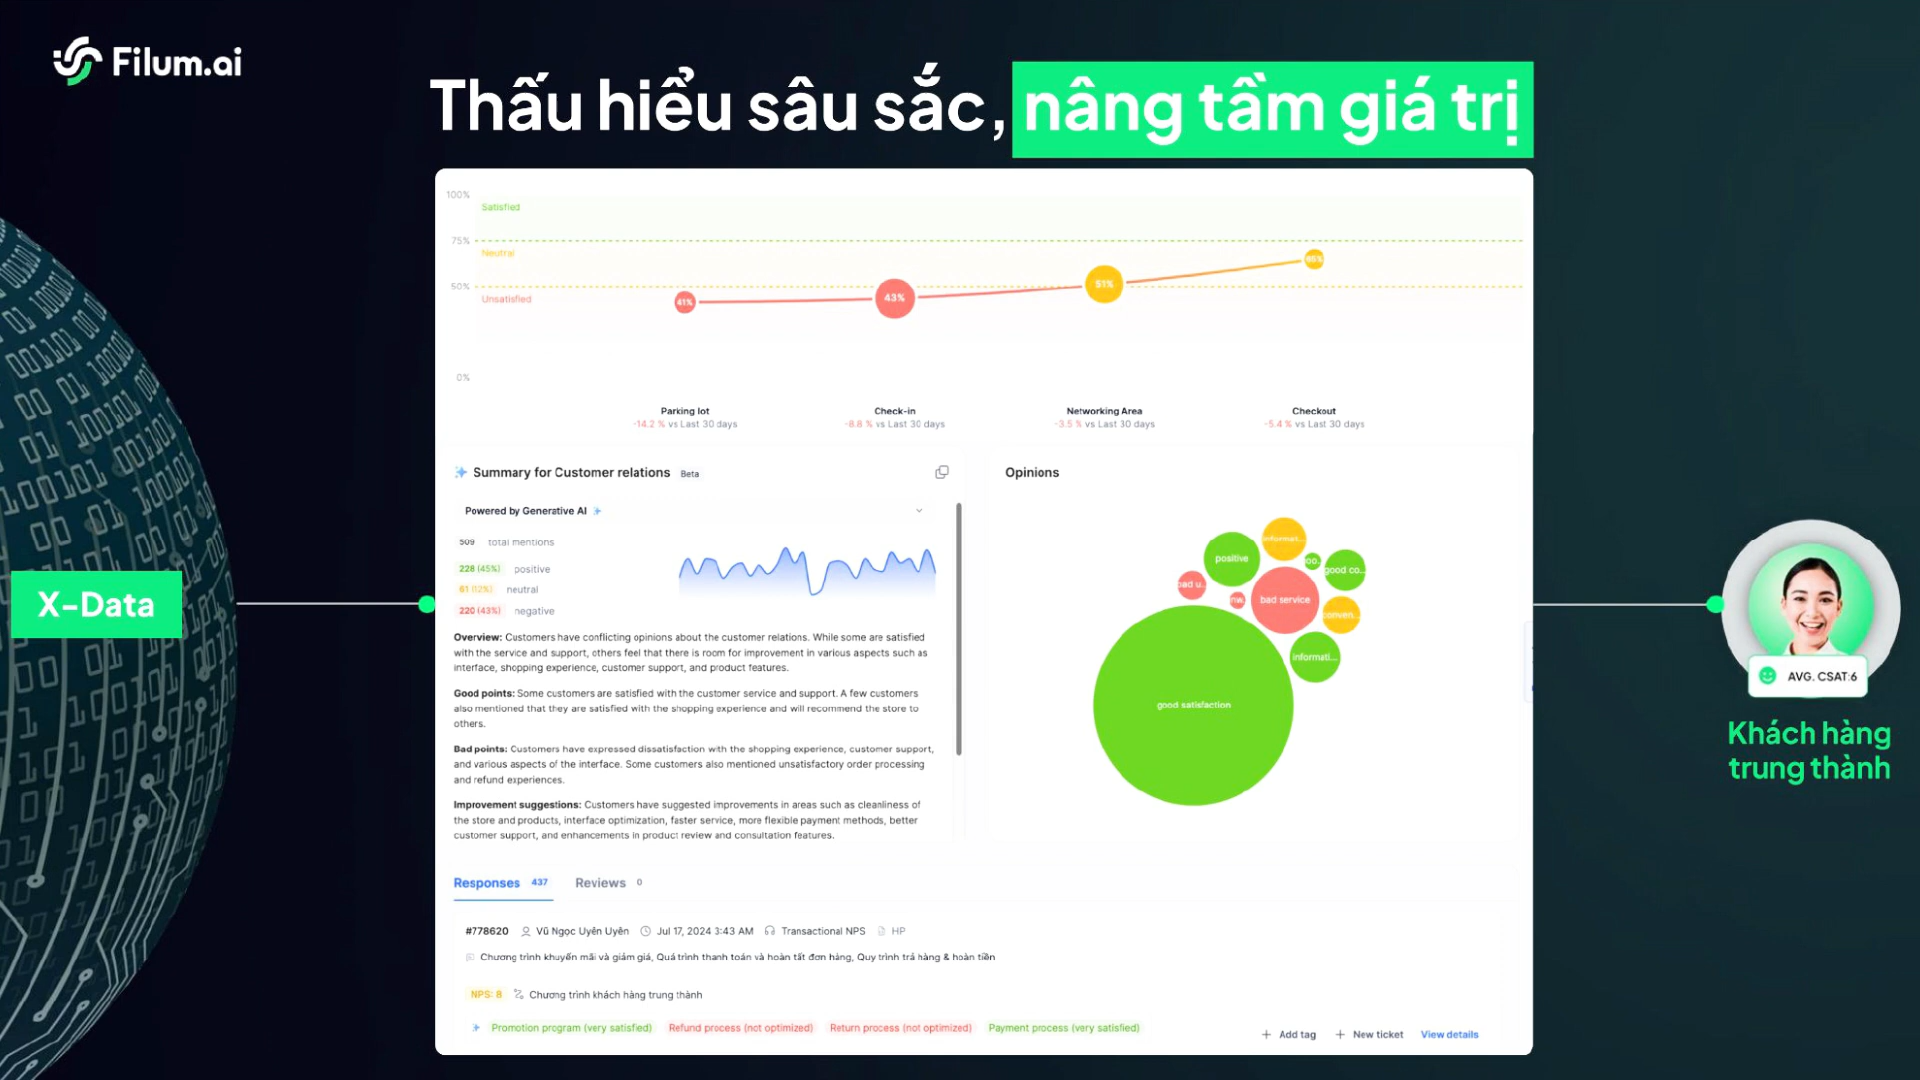 Filum.ai
Thấu hiểu sâu sắc, nâng tầm giá trị
100%
Satisfied
75%
Neutral
50%
Unsatisfied
0%
41%
43%
51%
65%
Parking lot
-14.2 % vs Last 30 days
Check-in
-8.8 % vs Last 30 days
Networking Area
-3.5 % vs Last 30 days
Checkout
-5.4 % vs Last 30 days
Summary for Customer relations Beta
Powered by Generative AI
509 total mentions
228 (45%) positive
61 (12%) neutral
220 (43%) negative
Overview: Customers have conflicting opinions about the customer relations. While some are satisfied
with the service and support, others feel that there is room for improvement in various aspects such as
interface, shopping experience, customer support, and product features.
Good points: Some customers are satisfied with the customer service and support. A few customers
also mentioned that they are satisfied with the shopping experience and will recommend the store to
others.
Bad points: Customers have expressed dissatisfaction with the shopping experience, customer support,
and various aspects of the interface. Some customers also mentioned unsatisfactory order processing
and refund experiences.
Improvement suggestions: Customers have suggested improvements in areas such as cleanliness of
the store and products, interface optimization, faster service, more flexible payment methods, better
customer support, and enhancements in product review and consultation features.
Opinions
informat...
positive
good co...
bad u...
bad service
conven...
informati...
good satisfaction
Responses 437 Reviews 0
#778620 Vũ Ngọc Uyên Uyên Jul 17, 2024 3:43 AM Transactional NPS HP
Chương trình khuyến mãi và giảm giá, Quá trình thanh toán và hoàn tất đơn hàng, Quy trình trả hàng & hoàn tiền
NPS: 8 Chương trình khách hàng trung thành
Promotion program (very satisfied) Refund process (not optimized) Return process (not optimized) Payment process (very satisfied)
+ Add tag + New ticket View details
X-Data
AVG. CSAT:6
Khách hàng
trung thành